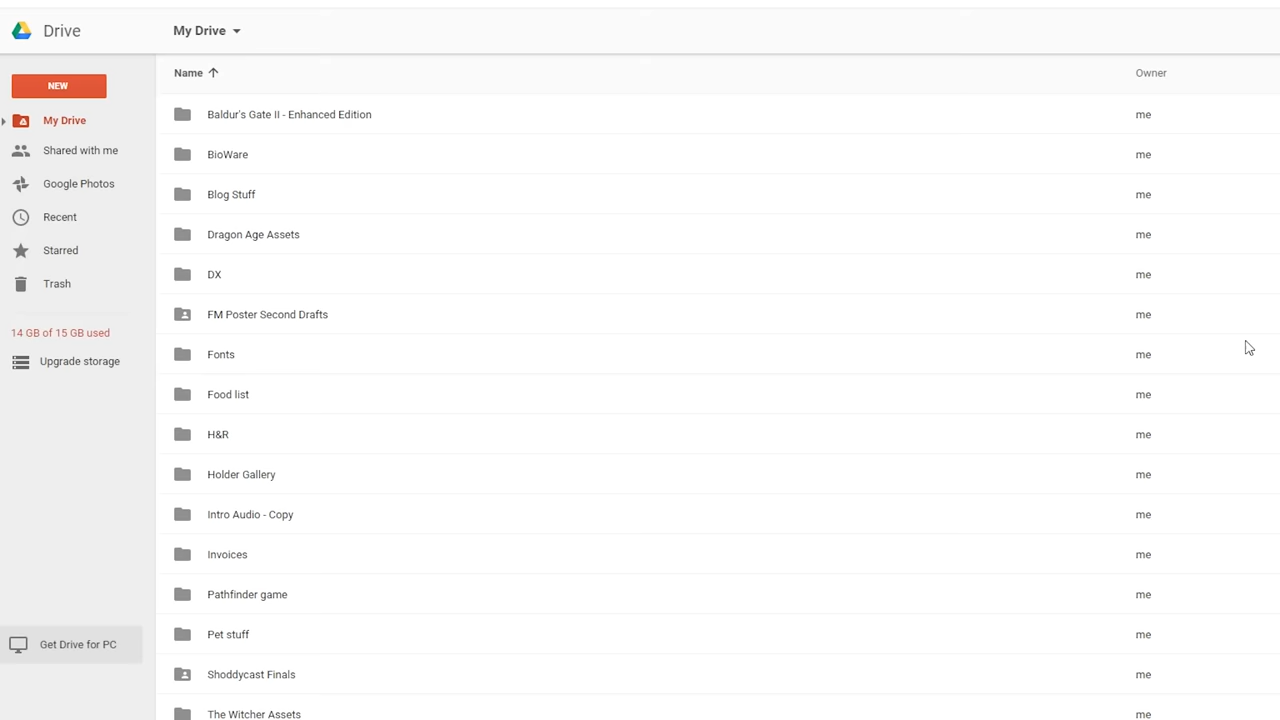 Drive
My Drive
NEW
My Drive
Shared with me
Google Photos
Recent
Starred
Trash
14 GB of 15 GB used
Upgrade storage
Get Drive for PC
Name Owner
Baldur's Gate II - Enhanced Edition me
BioWare me
Blog Stuff me
Dragon Age Assets me
DX me
FM Poster Second Drafts me
Fonts me
Food list me
H&R me
Holder Gallery me
Intro Audio - Copy me
Invoices me
Pathfinder game me
Pet stuff me
Shoddycast Finals me
The Witcher Assets me